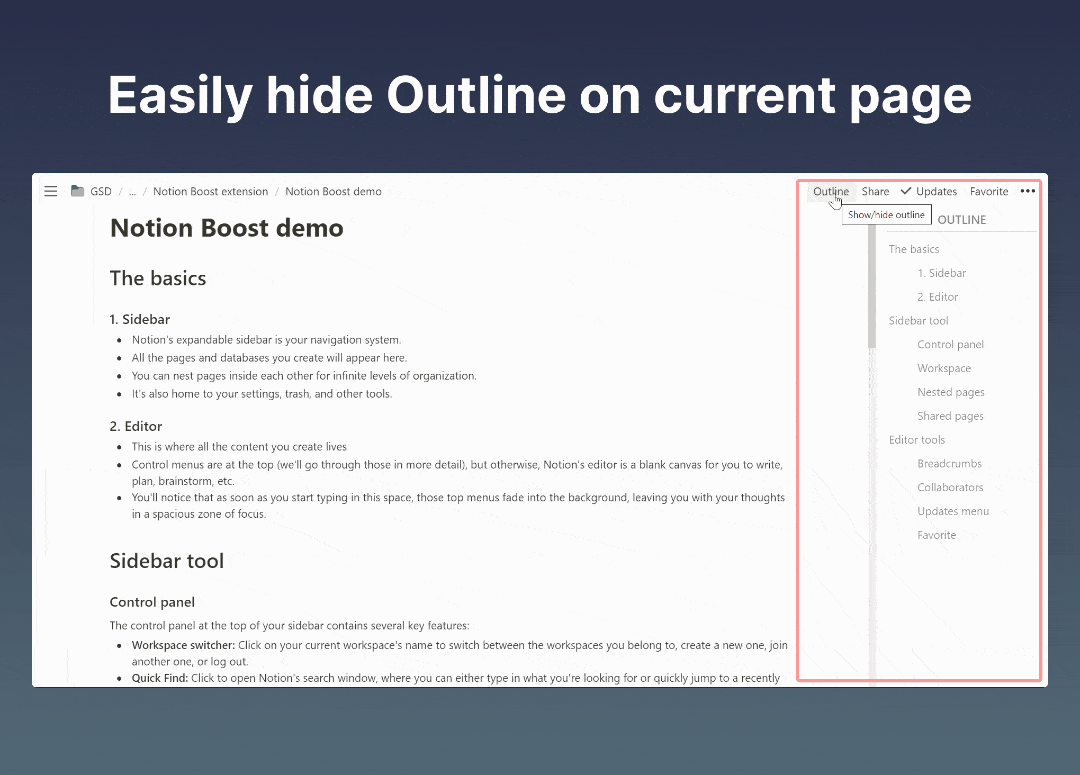 Easily hide Outline on current page
GSD / ... / Notion Boost extension / Notion Boost demo
Outline Share Updates Favorite •••
Show/hide outline
Notion Boost demo
The basics
1. Sidebar
• Notion's expandable sidebar is your navigation system.
• All the pages and databases you create will appear here.
• You can nest pages inside each other for infinite levels of organization.
• It's also home to your settings, trash, and other tools.
2. Editor
• This is where all the content you create lives
• Control menus are at the top (we'll go through those in more detail), but otherwise, Notion's editor is a blank canvas for you to write,
plan, brainstorm, etc.
• You'll notice that as soon as you start typing in this space, those top menus fade into the background, leaving you with your thoughts
in a spacious zone of focus.
Sidebar tool
Control panel
The control panel at the top of your sidebar contains several key features:
• Workspace switcher: Click on your current workspace's name to switch between the workspaces you belong to, create a new one, join
another one, or log out.
• Quick Find: Click to open Notion's search window, where you can either type in what you're looking for or quickly jump to a recently
OUTLINE
The basics
1. Sidebar
2. Editor
Sidebar tool
Control panel
Workspace
Nested pages
Shared pages
Editor tools
Breadcrumbs
Collaborators
Updates menu
Favorite